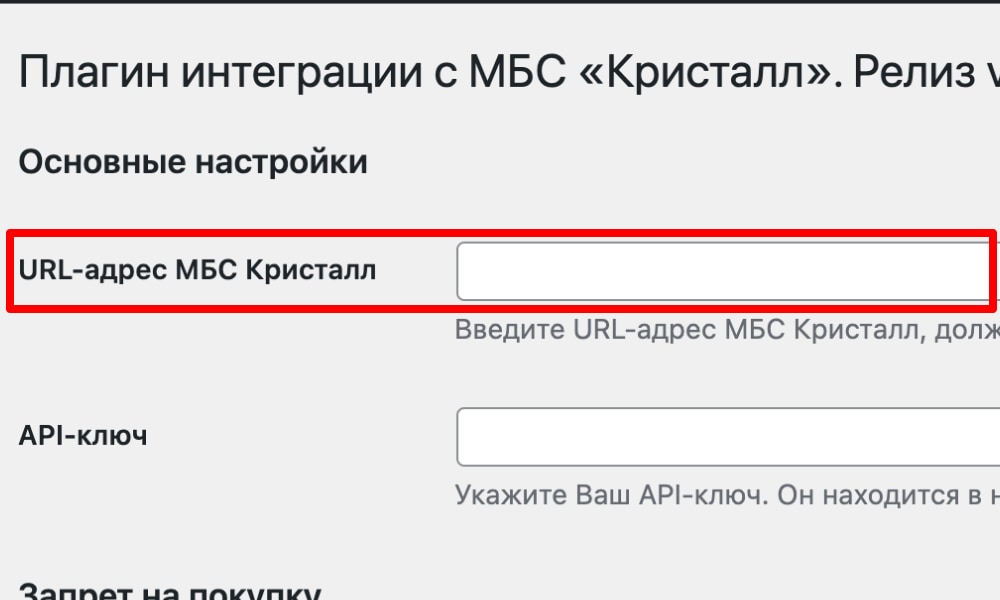 Плагин интеграции с МБС «Кристалл». Релиз
Основные настройки
URL-адрес МБС Кристалл
Введите URL-адрес МБС Кристалл,
API-ключ
Укажите Ваш API-ключ. Он находится в
Запрет на покупку